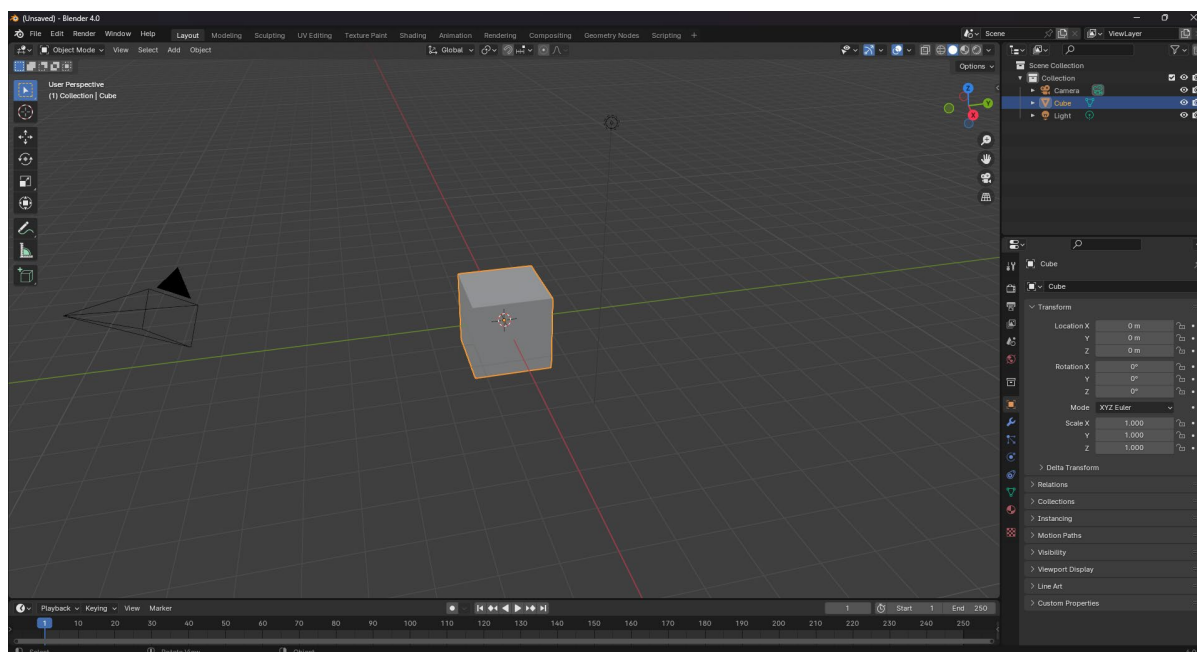 (Unsaved) - Blender 4.0
File Edit Render Window Help Layout Modeling Sculpting UV Editing Texture Paint Shading Animation Rendering Compositing Geometry Nodes Scripting + Scene ViewLayer
Object Mode View Select Add Object Global
Options
User Perspective
(1) Collection | Cube
Z
Y
X
Scene Collection
Collection
Camera
Cube
Light
Cube
Cube
Transform
Location X 0 m
Y 0 m
Z 0 m
Rotation X 0°
Y 0°
Z 0°
Mode XYZ Euler
Scale X 1.000
Y 1.000
Z 1.000
Delta Transform
Relations
Collections
Instancing
Motion Paths
Visibility
Viewport Display
Line Art
Custom Properties
Playback Keying View Marker 1 Start 1 End 250
1 10 20 30 40 50 60 70 80 90 100 110 120 130 140 150 160 170 180 190 200 210 220 230 240 250
Select Rotate View Object